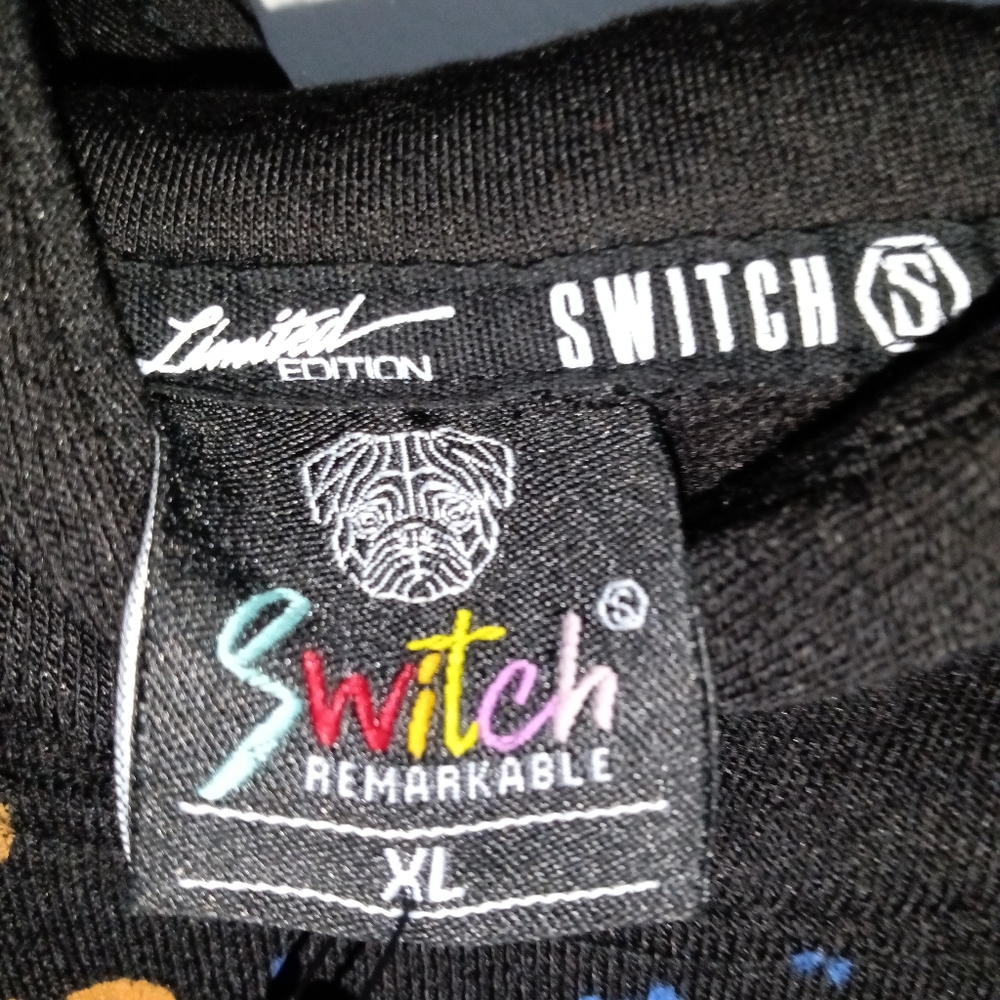 Limited
EDITION
SWITCH S
S
Switch
REMARKABLE
XL